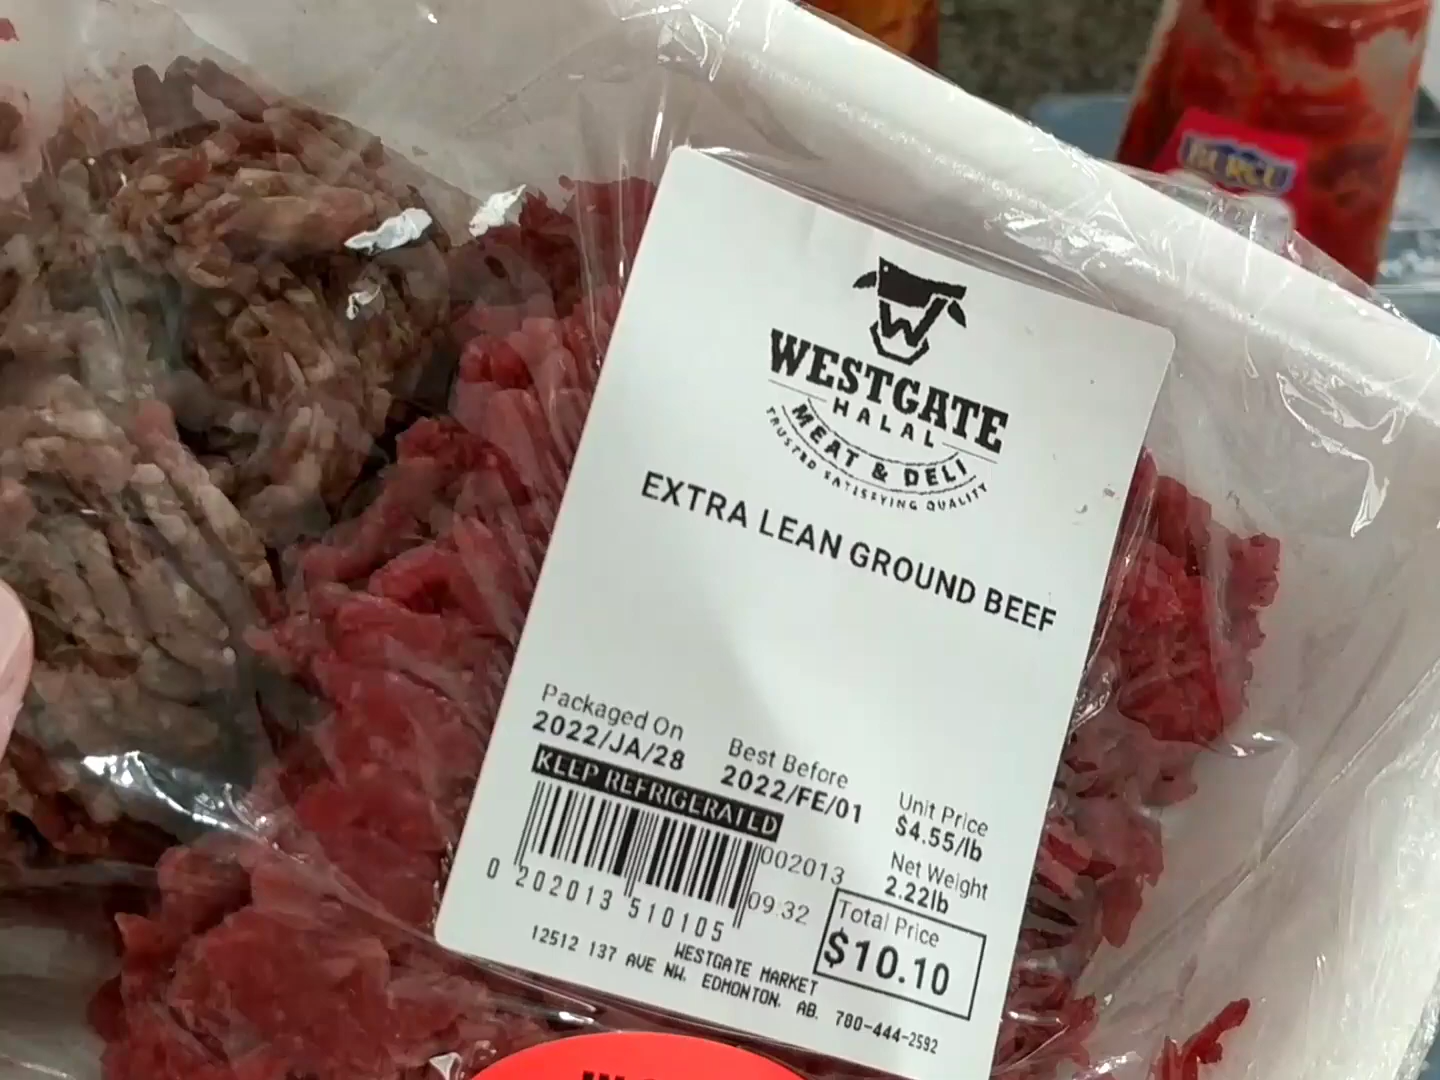 BURCU
W
WESTGATE
HALAL
MEAT & DELI
TRUSTED SATISFYING QUALITY
EXTRA LEAN GROUND BEEF
Packaged On
2022/JA/28
Best Before
2022/FE/01
KEEP REFRIGERATED
Unit Price
$4.55/lb
Net Weight
2.22lb
002013
09:32
0 202013 510105
Total Price
$10.10
WESTGATE MARKET
12512 137 AVE NW. EDMONTON. AB. 780-444-2592